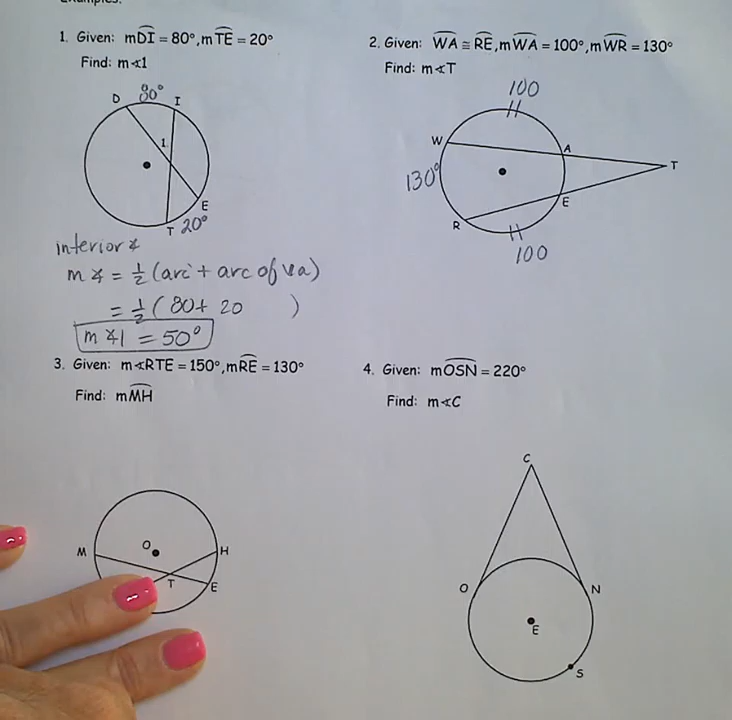 Examples:
1. Given: mDI = 80°, m TE = 20°
Find: m∢1
D
80°
I
1
E
T
20°
interior ∢
m ∢ = 1/2 (arc + arc of va)
= 1/2 ( 80 + 20 )
m ∢1 = 50°
2. Given: WA ≅ RE, mWA = 100°, mWR = 130°
Find: m∢T
100
W
A
T
130°
E
R
100
3. Given: m∢RTE = 150°, mRE = 130°
Find: mMH
M
O
H
T
E
4. Given: mOSN = 220°
Find: m∢C
C
O
N
E
S